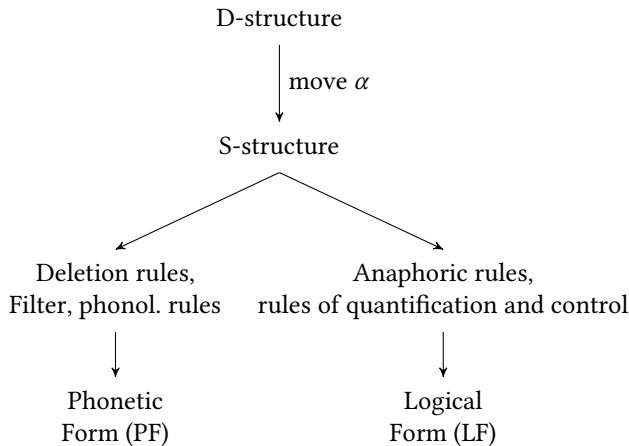 D-structure
move α
S-structure
Deletion rules,
Filter, phonol. rules
Anaphoric rules,
rules of quantification and control
Phonetic
Form (PF)
Logical
Form (LF)